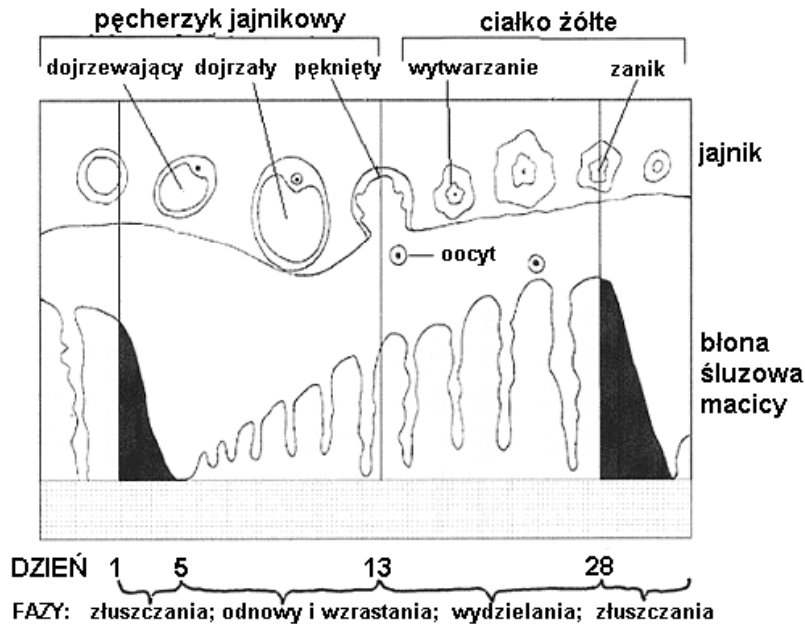 pęcherzyk jajnikowy ciałko żółte
dojrzewający dojrzały pęknięty wytwarzanie zanik
jajnik
oocyt
błona
śluzowa
macicy
DZIEŃ 1 5 13 28
FAZY: złuszczania; odnowy i wzrastania; wydzielania; złuszczania